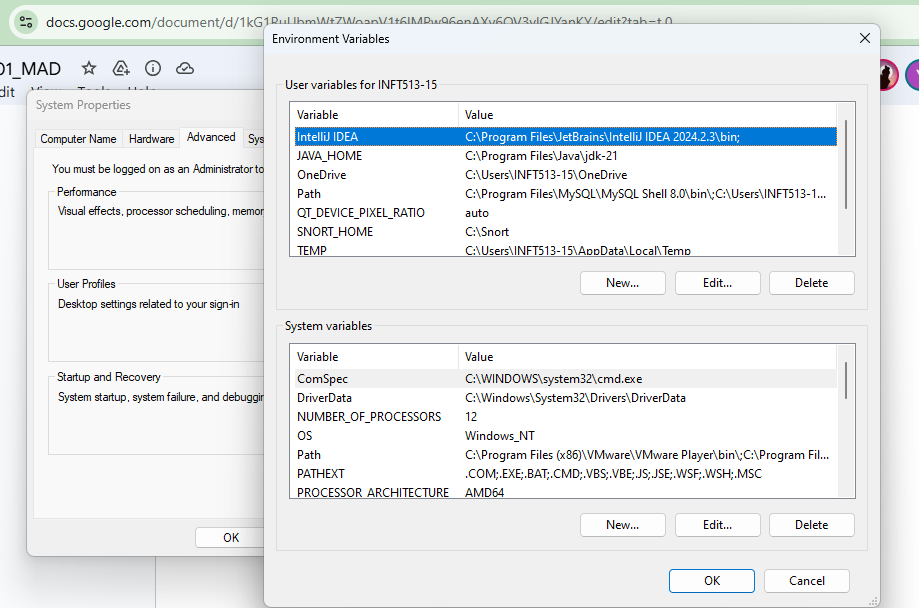 docs.google.com/document/d/
Environment Variables
01_MAD
System Properties
Computer Name Hardware Advanced
You must be logged on as an Administrator to
Performance
Visual effects, processor scheduling,
User Profiles
Desktop settings related to your sign-in
Startup and Recovery
System startup, system failure, and
OK
User variables for INFT513-15
Variable Value
IntelliJ IDEA C:\Program Files\JetBrains\IntelliJ IDEA 2024.2.3\bin;
JAVA_HOME C:\Program Files\Java\jdk-21
OneDrive C:\Users\INFT513-15\OneDrive
Path C:\Program Files\MySQL\MySQL Shell 8.0\bin\;C:\Users\INFT513-1...
QT_DEVICE_PIXEL_RATIO auto
SNORT_HOME C:\Snort
TEMP C:\Users\INFT513-15\AppData\Local\Temp
New... Edit... Delete
System variables
Variable Value
ComSpec C:\WINDOWS\system32\cmd.exe
DriverData C:\Windows\System32\Drivers\DriverData
NUMBER_OF_PROCESSORS 12
OS Windows_NT
Path C:\Program Files (x86)\VMware\VMware Player\bin\;C:\Program Fil...
PATHEXT .COM;.EXE;.BAT;.CMD;.VBS;.VBE;.JS;.JSE;.WSF;.WSH;.MSC
PROCESSOR_ARCHITECTURE AMD64
New... Edit... Delete
OK Cancel